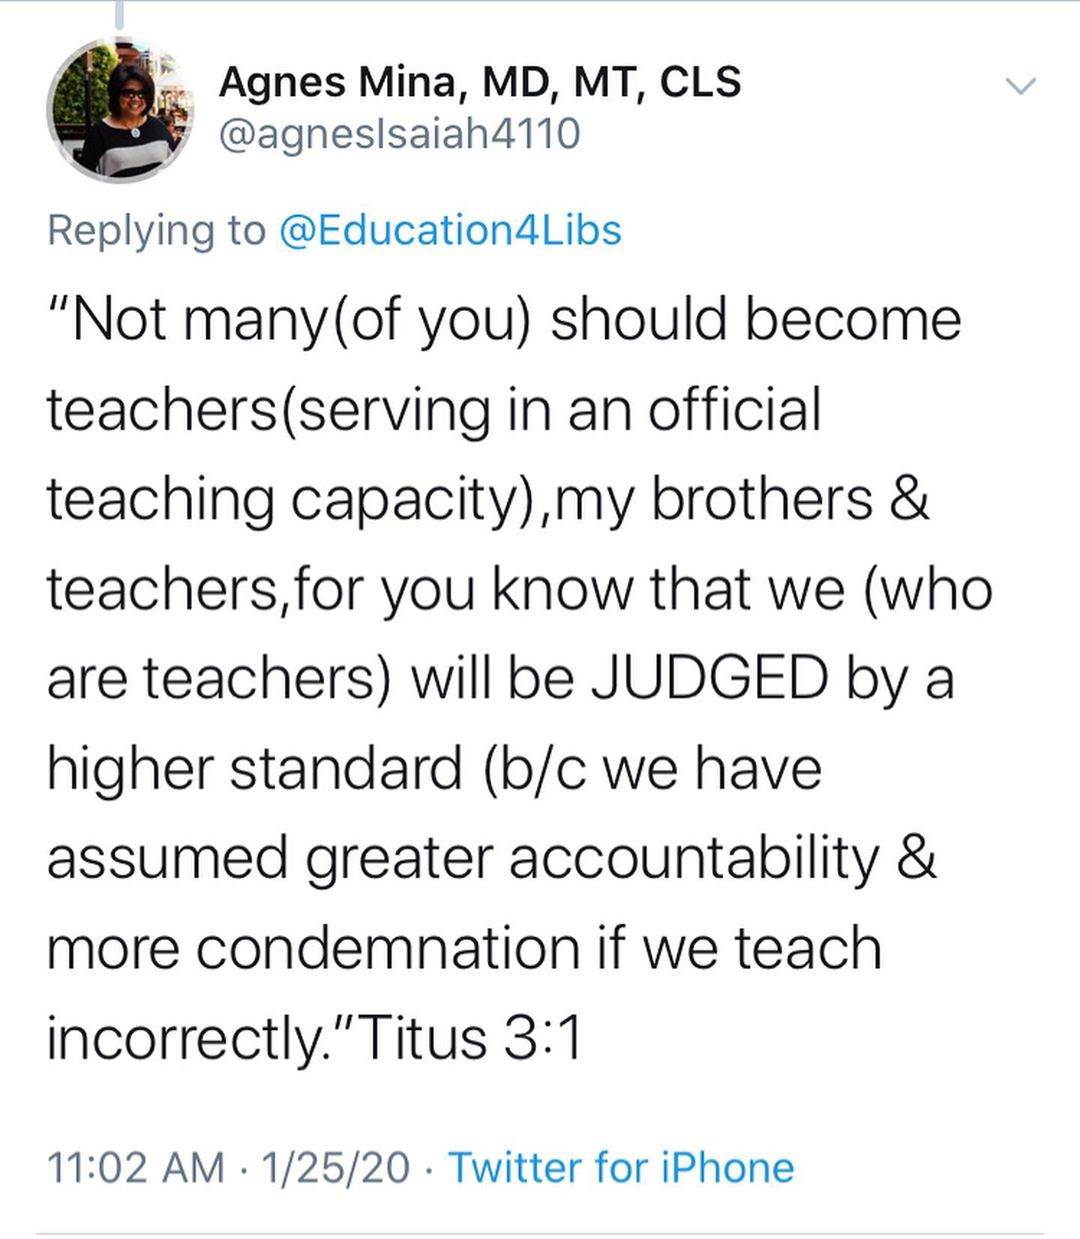 Agnes Mina, MD, MT, CLS
@agnesIsaiah4110
Replying to @Education4Libs
“Not many(of you) should become
teachers(serving in an official
teaching capacity),my brothers &
teachers,for you know that we (who
are teachers) will be JUDGED by a
higher standard (b/c we have
assumed greater accountability &
more condemnation if we teach
incorrectly.”Titus 3:1
11:02 AM · 1/25/20 · Twitter for iPhone